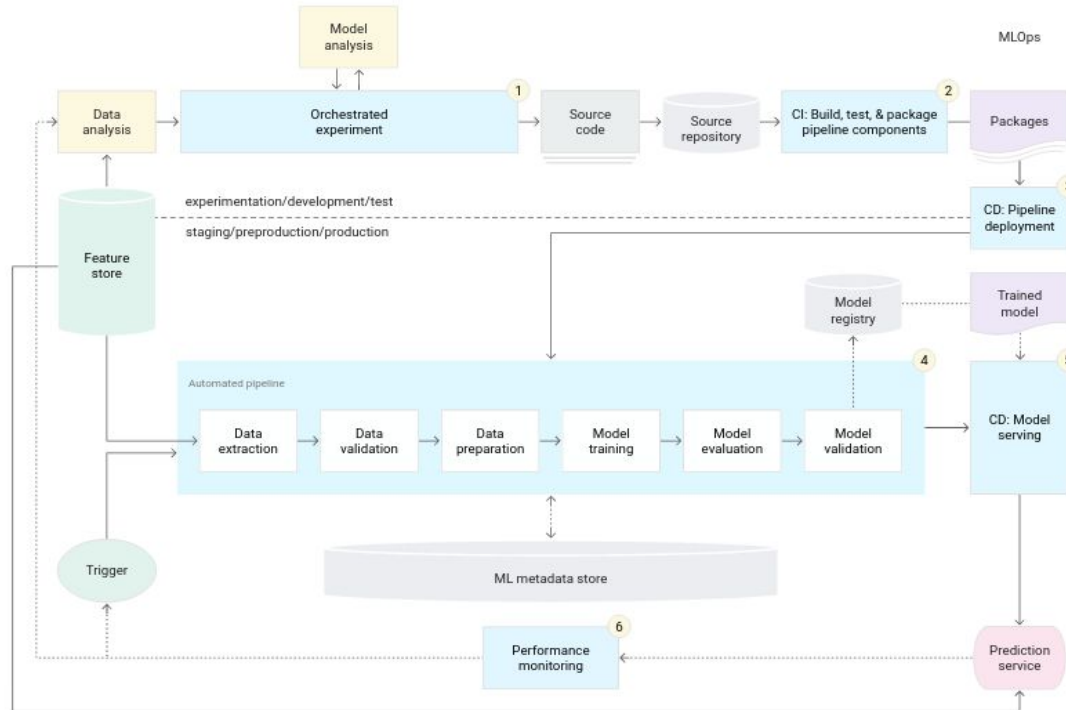 Model
analysis
MLOps
1
2
Data
analysis
Orchestrated
experiment
Source
code
Source
repository
CI: Build, test, & package
pipeline components
Packages
experimentation/development/test
staging/preproduction/production
CD: Pipeline
deployment
Feature
store
Model
registry
Trained
model
4
Automated pipeline
Data
extraction
Data
validation
Data
preparation
Model
training
Model
evaluation
Model
validation
CD: Model
serving
Trigger
ML metadata store
6
Performance
monitoring
Prediction
service